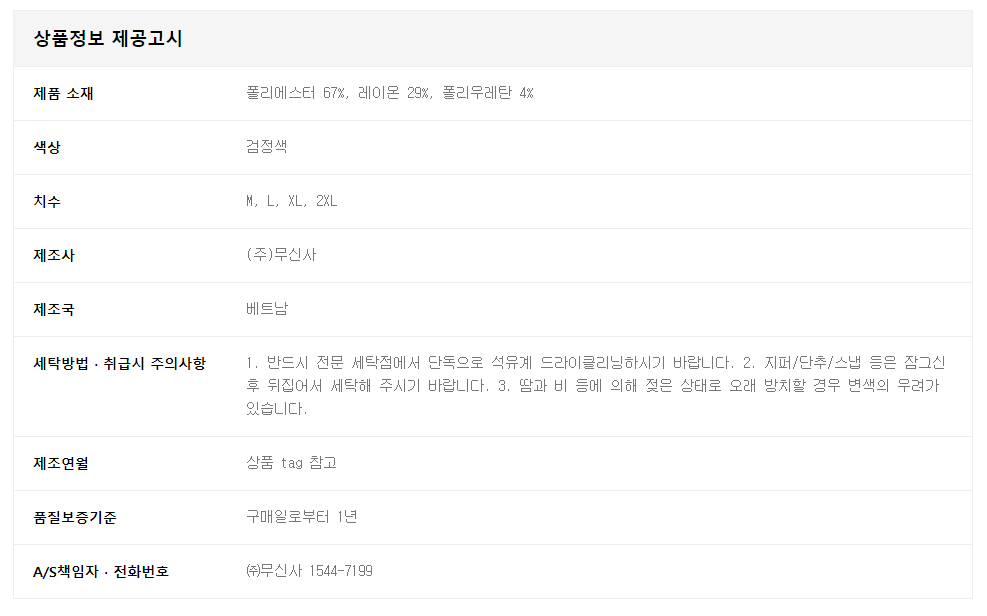 상품정보 제공고시
제품 소재 폴리에스터 67%, 레이온 29%, 폴리우레탄 4%
색상 검정색
치수 M, L, XL, 2XL
제조사 (주)무신사
제조국 베트남
세탁방법 · 취급시 주의사항 1. 반드시 전문 세탁점에서 단독으로 석유계 드라이클리닝하시기 바랍니다. 2. 지퍼/단추/스냅 등은 잠그신
후 뒤집어서 세탁해 주시기 바랍니다. 3. 땀과 비 등에 의해 젖은 상태로 오래 방치할 경우 변색의 우려가
있습니다.
제조연월 상품 tag 참고
품질보증기준 구매일로부터 1년
A/S책임자 · 전화번호 ㈜무신사 1544-7199